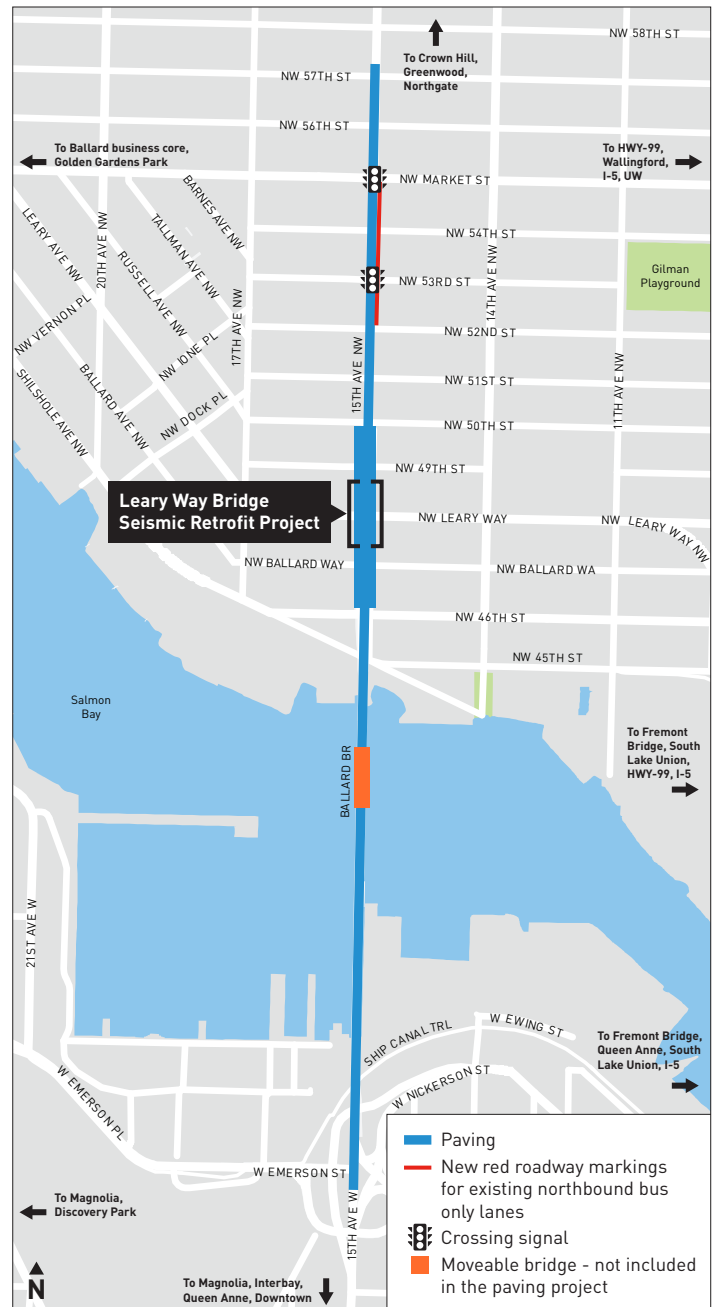 NW 58TH ST
To Crown Hill,
Greenwood,
Northgate
NW 57TH ST
NW 56TH ST
To Ballard business core,
Golden Gardens Park
To HWY-99,
Wallingford,
I-5, UW
NW MARKET ST
BARNES AVE NW
TALLMAN AVE NW
LEARY AVE NW
20TH AVE NW
RUSSELL AVE NW
NW 54TH ST
14TH AVE NW
Gilman
Playground
NW 53RD ST
NW VERNON PL
NW IONE PL
17TH AVE NW
NW 52ND ST
15TH AVE NW
11TH AVE NW
BALLARD AVE NW
SHILSHOLE AVE NW
NW DOCK PL
NW 51ST ST
NW 50TH ST
NW 49TH ST
Leary Way Bridge
Seismic Retrofit Project
NW LEARY WAY
NW LEARY WAY NW
NW BALLARD WAY
NW BALLARD WA
NW 46TH ST
NW 45TH ST
Salmon
Bay
To Fremont
Bridge, South
Lake Union,
HWY-99, I-5
BALLARD BR
21ST AVE W
SHIP CANAL TRL
W EWING ST
To Fremont Bridge,
Queen Anne, South
Lake Union, I-5
W NICKERSON ST
W EMERSON PL
W EMERSON ST
15TH AVE W
To Magnolia,
Discovery Park
N
To Magnolia, Interbay,
Queen Anne, Downtown
Paving
New red roadway markings
for existing northbound bus
only lanes
Crossing signal
Moveable bridge - not included
in the paving project